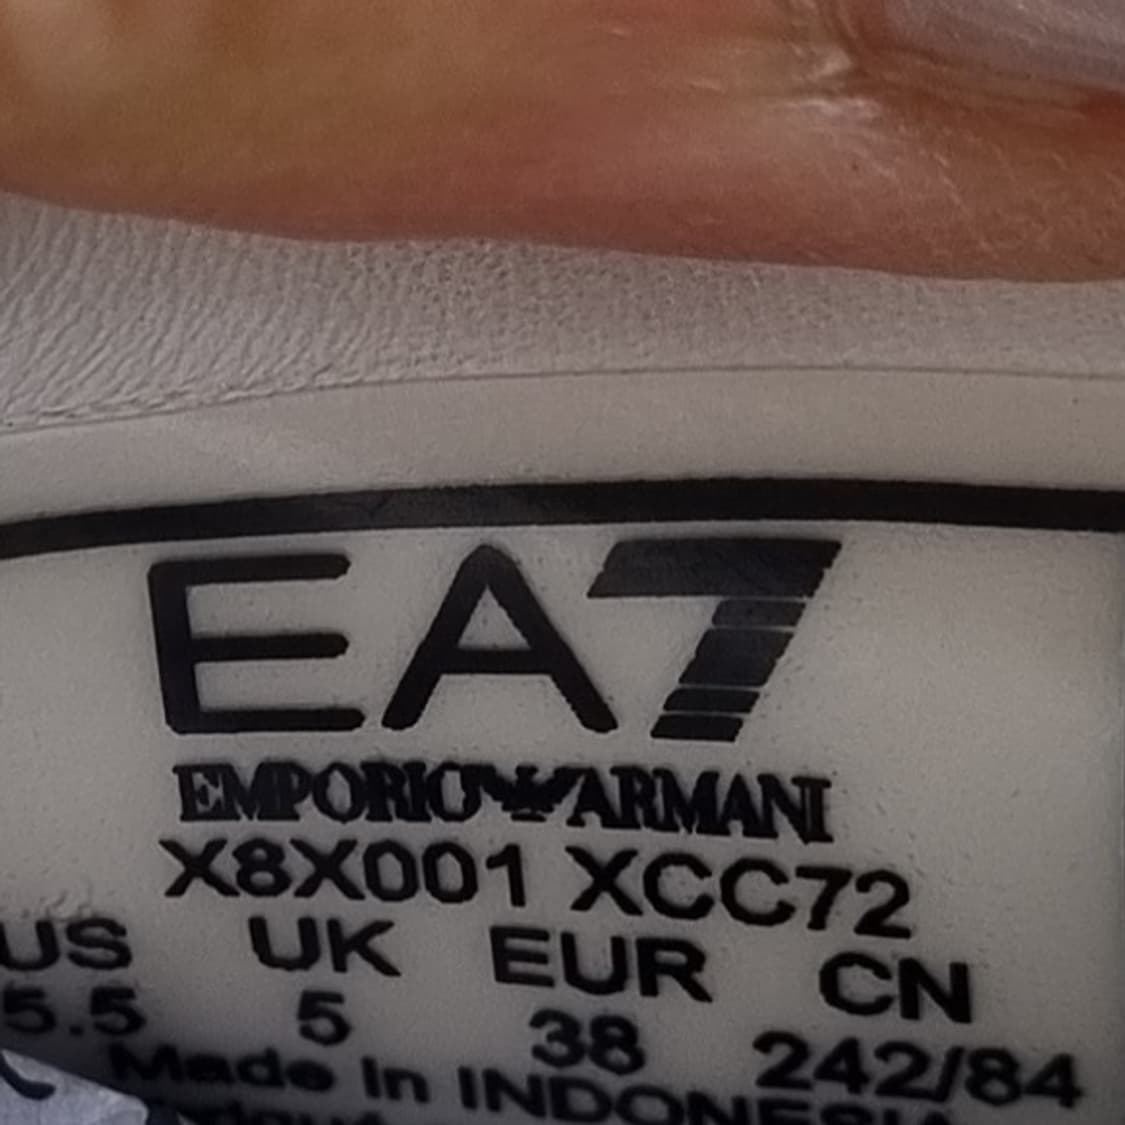 EA7
EMPORIO ARMANI
X8X001 XCC72
US UK EUR CN
5.5 5 38 242/84
Made In INDONESIA